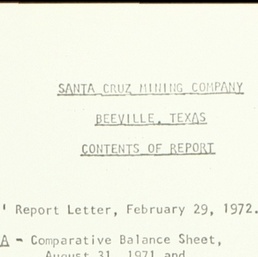 SANTA CRUZ MINING COMPANY
BEEVILLE, TEXAS
CONTENTS OF REPORT
' Report Letter, February 29, 1972.
A - Comparative Balance Sheet,
August 31, 1971 and